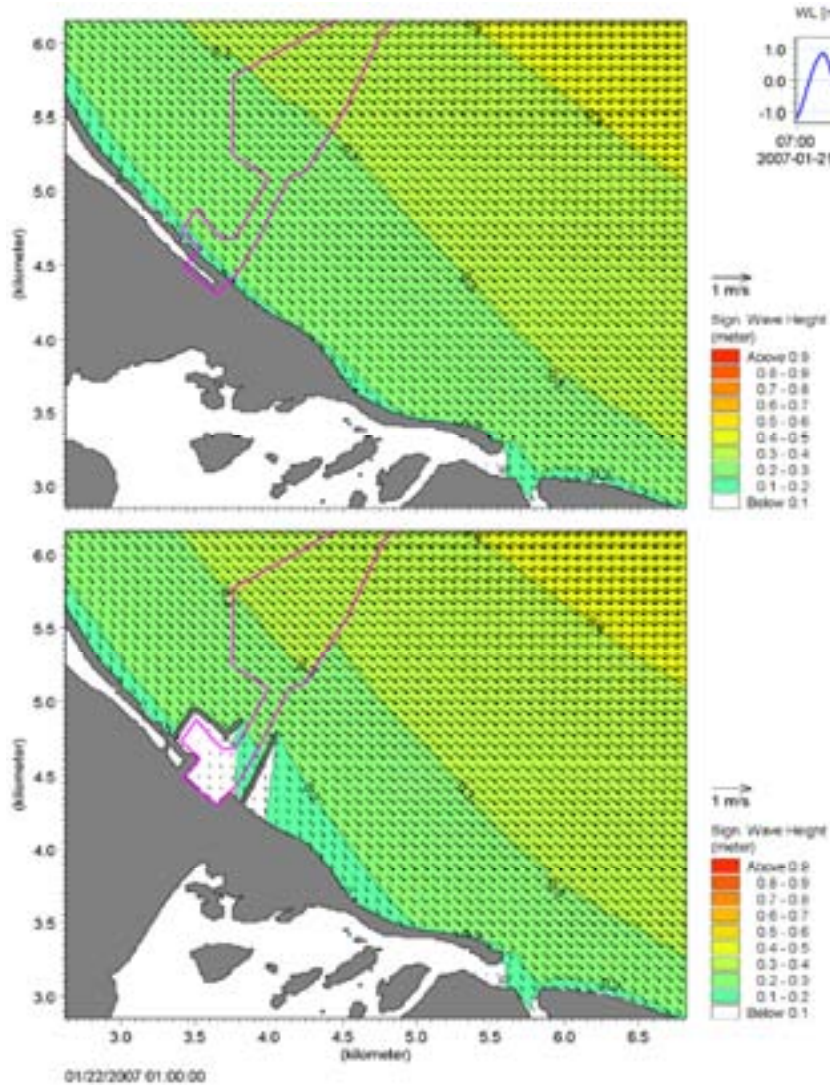 WL [
1.0
0.0
-1.0
07:00
2007-01-21
6.0
5.5
5.0
4.5
4.0
3.5
3.0
(kilometer)
1 m/s
Sign. Wave Height
(meter)
Above 0.9
0.8 - 0.9
0.7 - 0.8
0.6 - 0.7
0.5 - 0.6
0.4 - 0.5
0.3 - 0.4
0.2 - 0.3
0.1 - 0.2
Below 0.1
6.0
5.5
5.0
4.5
4.0
3.5
3.0
(kilometer)
1 m/s
Sign. Wave Height
(meter)
Above 0.9
0.8 - 0.9
0.7 - 0.8
0.6 - 0.7
0.5 - 0.6
0.4 - 0.5
0.3 - 0.4
0.2 - 0.3
0.1 - 0.2
Below 0.1
3.0 3.5 4.0 4.5 5.0 5.5 6.0 6.5
(kilometer)
01/22/2007 01:00:00